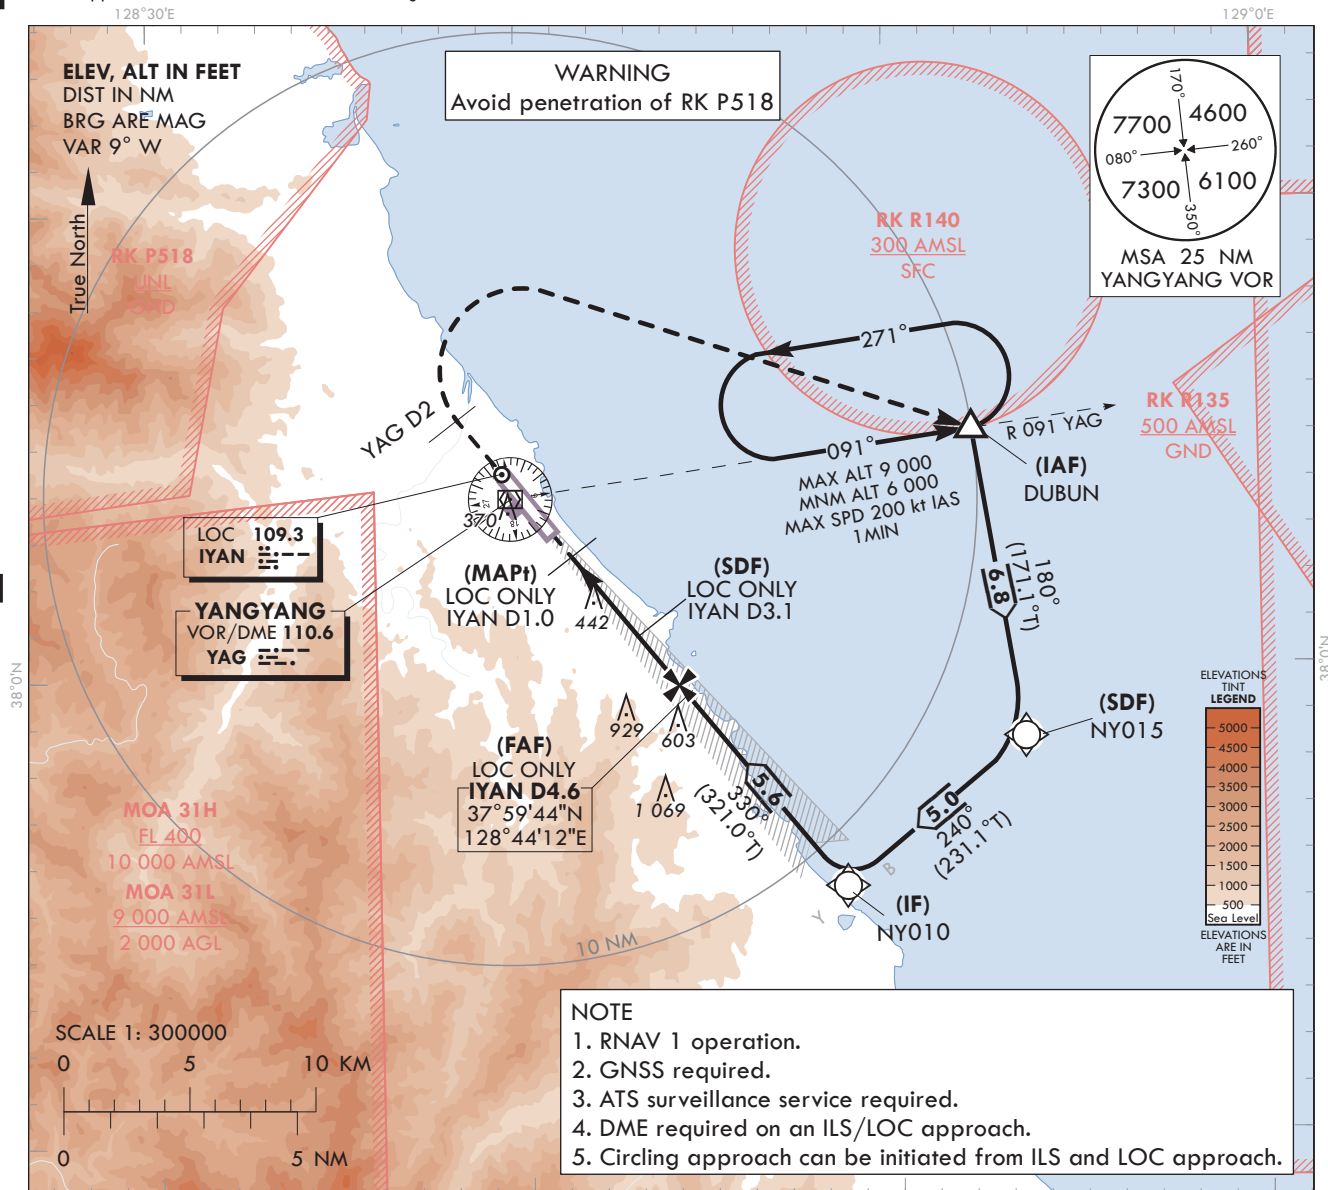 128°30'E
129°0'E
ELEV, ALT IN FEET
DIST IN NM
BRG ARE MAG
VAR 9° W
True North
WARNING
Avoid penetration of RK P518
170°
7700
4600
080°
260°
7300
6100
350°
MSA 25 NM
YANGYANG VOR
RK P518
UNL
GND
RK R140
300 AMSL
SFC
271°
RK R135
500 AMSL
GND
R 091 YAG
YAG D2
091°
MAX ALT 9 000
MNM ALT 6 000
MAX SPD 200 kt IAS
1MIN
(IAF)
DUBUN
370
27
18
LOC 109.3
IYAN
(MAPt)
LOC ONLY
IYAN D1.0
(SDF)
LOC ONLY
IYAN D3.1
6.8
180°
(171.1°T)
YANGYANG
VOR/DME 110.6
YAG
442
38°0'N
38°0'N
ELEVATIONS
TINT
LEGEND
5000
4500
4000
3500
3000
2500
2000
1500
1000
500
Sea Level
ELEVATIONS
ARE IN
FEET
(SDF)
NY015
929
603
(FAF)
LOC ONLY
IYAN D4.6
37°59'44"N
128°44'12"E
1 069
5.6
330°
(321.0°T)
5.0
240°
(231.1°T)
MOA 31H
FL 400
10 000 AMSL
MOA 31L
9 000 AMSL
2 000 AGL
B
Y
(IF)
NY010
10 NM
SCALE 1: 300000
0 5 10 KM
0 5 NM
NOTE
1. RNAV 1 operation.
2. GNSS required.
3. ATS surveillance service required.
4. DME required on an ILS/LOC approach.
5. Circling approach can be initiated from ILS and LOC approach.